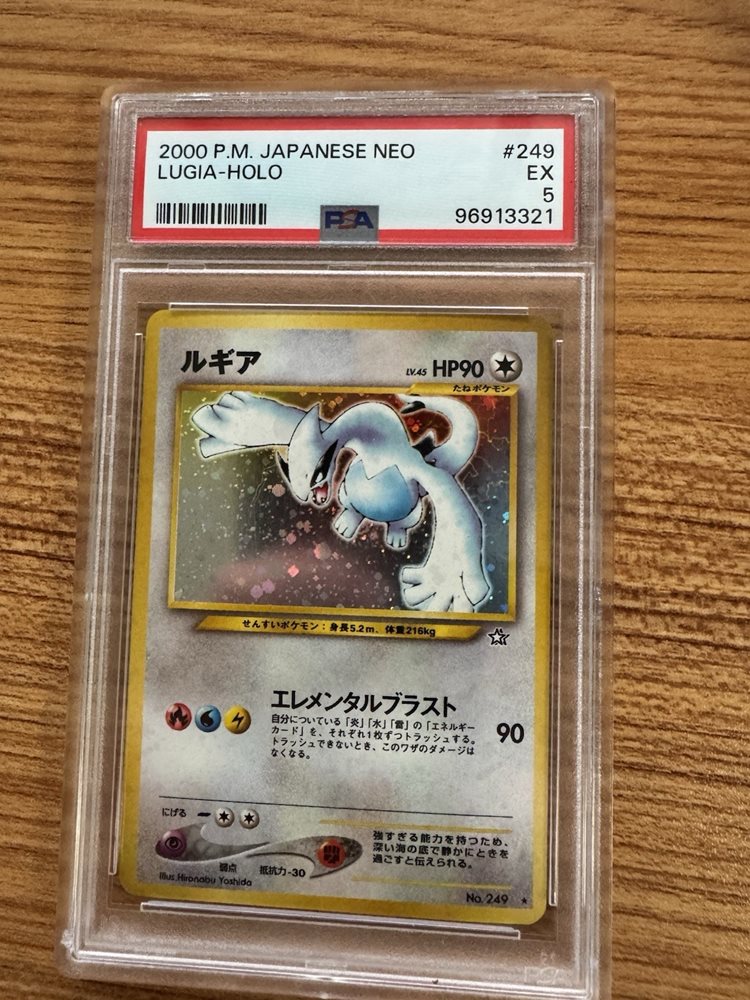 2000 P.M. JAPANESE NEO #249
LUGIA-HOLO EX
5
PSA 96913321
ルギア LV.45 HP90
たねポケモン
せんすいポケモン：身長5.2m、体重216kg
エレメンタルブラスト
自分についている「炎」「水」「雷」の「エネルギー
カード」を、それぞれ1枚ずつトラッシュする。
トラッシュできないとき、このワザのダメージは
なくなる。
90
にげる
強すぎる能力を持つため、
深い海の底で静かにときを
過ごすと伝えられる。
弱点 抵抗力-30
Illus.Hironobu Yoshida
No.249
PSA